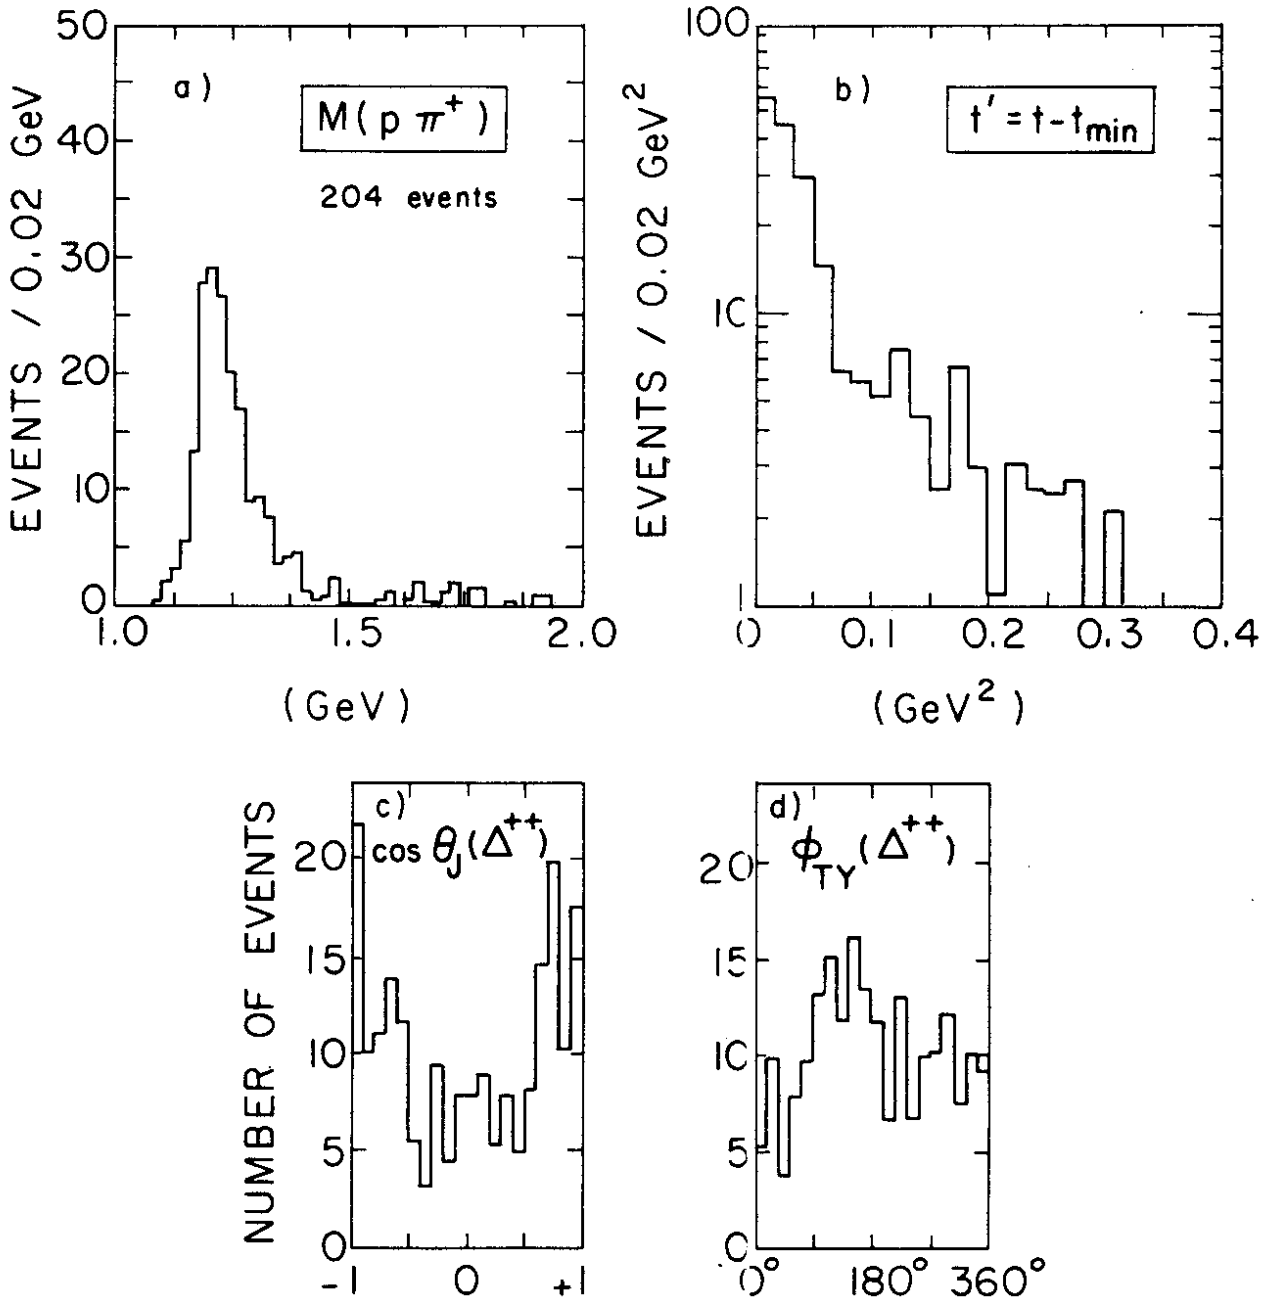 a)
M(p π⁺)
204 events
EVENTS / 0.02 GeV
50
40
30
20
10
0
1.0 1.5 2.0
(GeV)
b)
t' = t - t_min
EVENTS / 0.02 GeV²
100
10
1
0 0.1 0.2 0.3 0.4
(GeV²)
c)
cos θ_J (Δ⁺⁺)
NUMBER OF EVENTS
20
15
10
5
0
-1 0 +1
d)
ϕ_TY (Δ⁺⁺)
20
15
10
5
0
0° 180° 360°